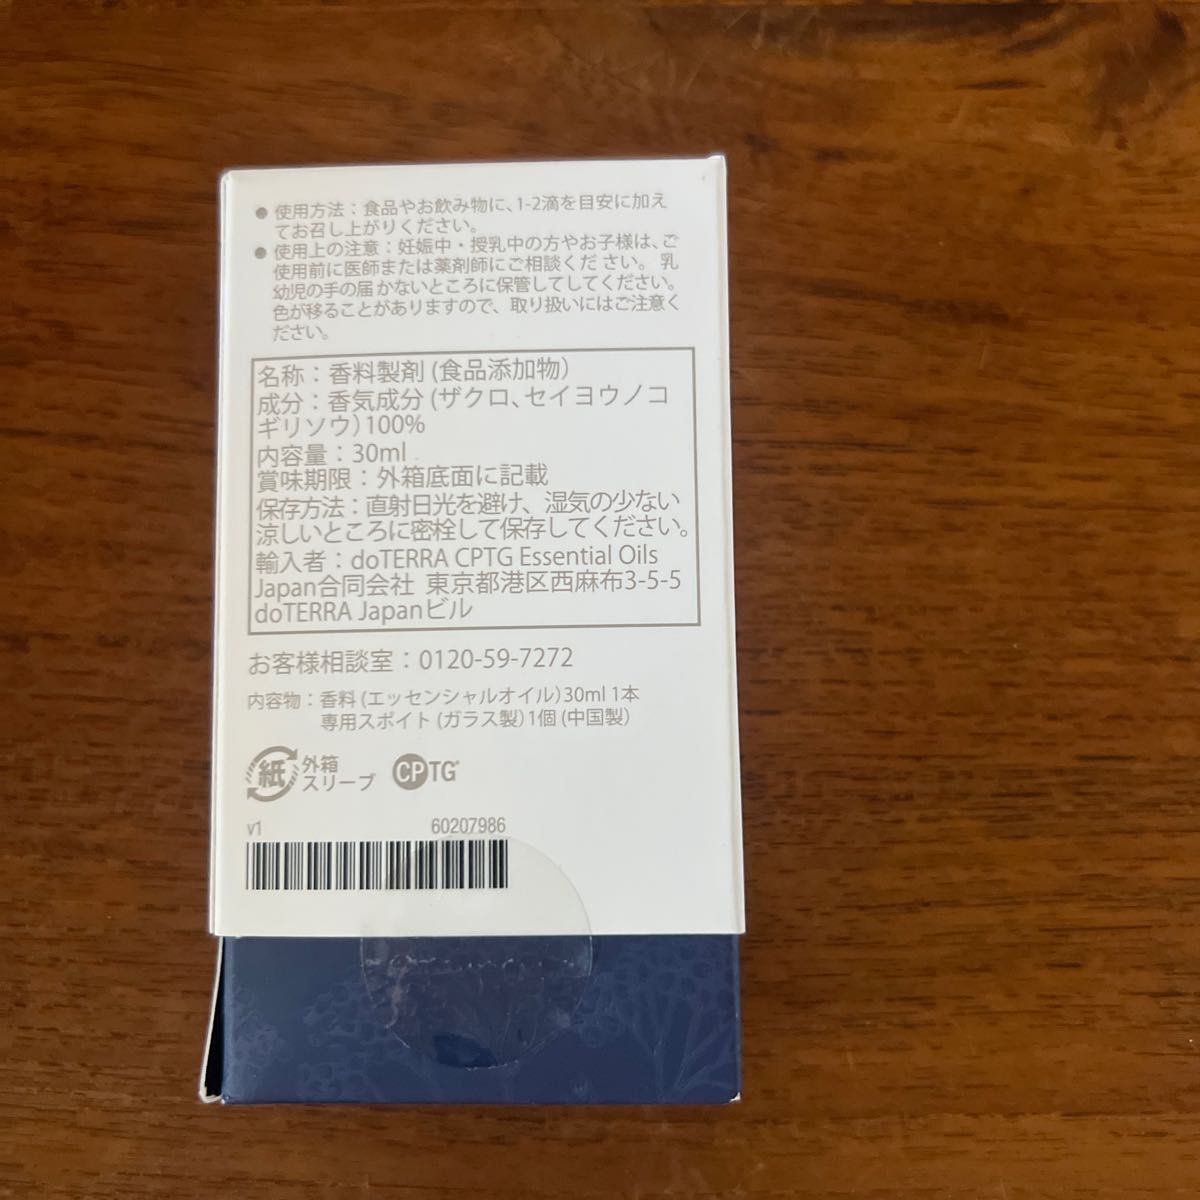 ● 使用方法：食品やお飲み物に、1-2滴を目安に加え
てお召し上がりください。
● 使用上の注意：妊娠中・授乳中の方やお子様は、ご
使用前に医師または薬剤師にご相談くだ さい。 乳
幼児の手の届 かないところに保管してしてください。
色が移ることがありますので、取り扱いにはご注意く
ださい。
名称：香料製剤 (食品添加物)
成分：香気成分 (ザクロ、セイヨウノコ
ギリソウ)100%
内容量：30ml
賞味期限：外箱底面に記載
保存方法：直射日光を避け、湿気の少ない
涼しいところに密栓して保存してください。
輸入者：doTERRA CPTG Essential Oils
Japan合同会社 東京都港区西麻布3-5-5
doTERRA Japanビル
お客様相談室：0120-59-7272
内容物：香料 (エッセンシャルオイル)30ml 1本
専用スポイト (ガラス製)1個 (中国製)
紙 外箱
スリーブ
CPTG®
v1 60207986